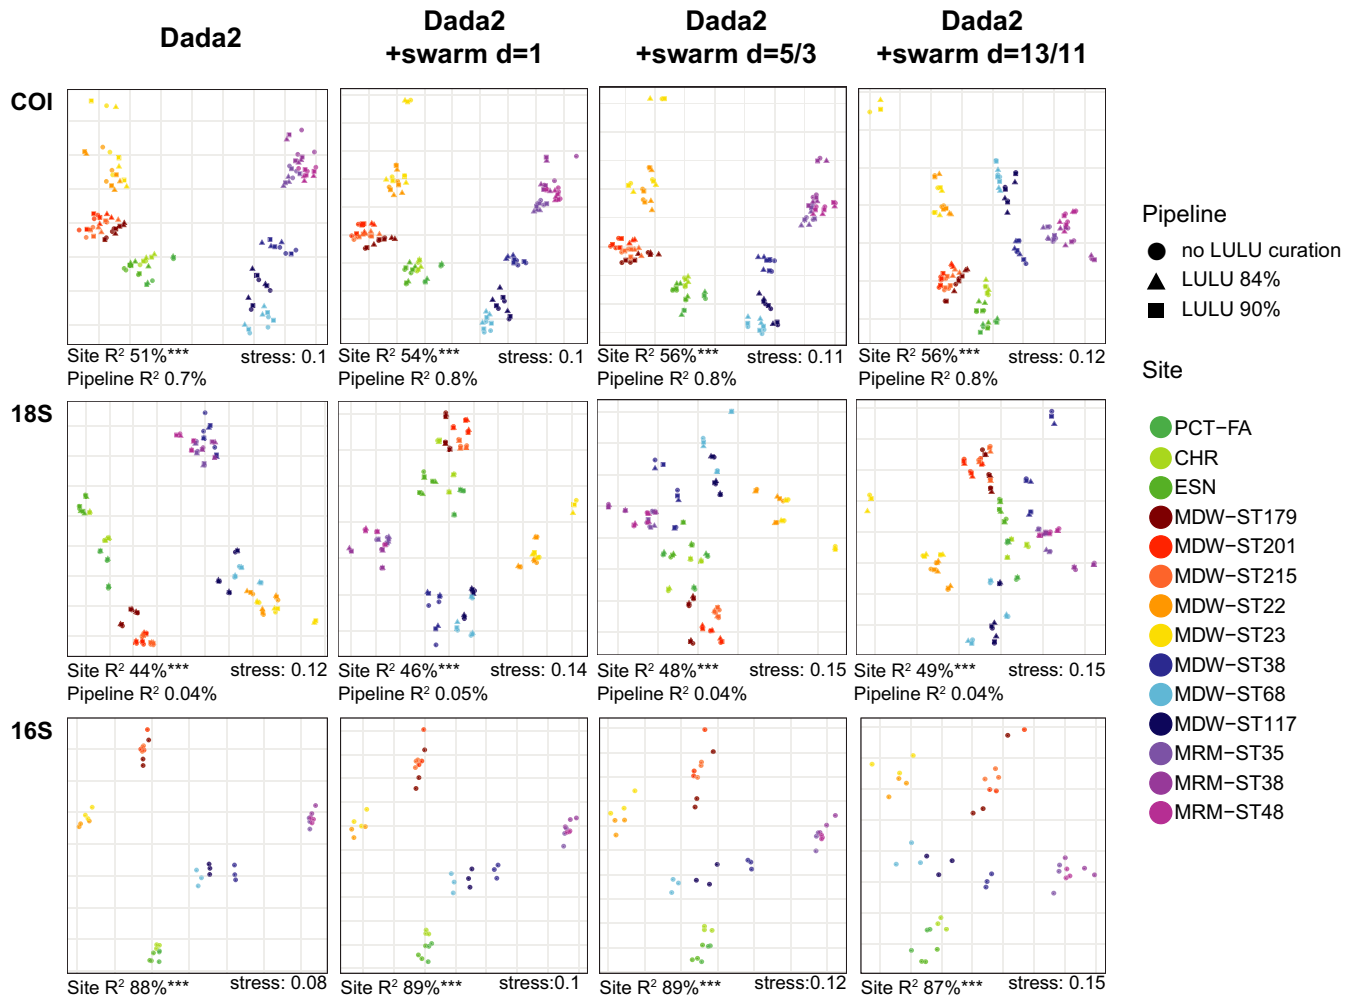 Dada2
Dada2
+swarm d=1
Dada2
+swarm d=5/3
Dada2
+swarm d=13/11
COI
Site R² 51%*** stress: 0.1
Pipeline R² 0.7%
Site R² 54%*** stress: 0.1
Pipeline R² 0.8%
Site R² 56%*** stress: 0.11
Pipeline R² 0.8%
Site R² 56%*** stress: 0.12
Pipeline R² 0.8%
18S
Site R² 44%*** stress: 0.12
Pipeline R² 0.04%
Site R² 46%*** stress: 0.14
Pipeline R² 0.05%
Site R² 48%*** stress: 0.15
Pipeline R² 0.04%
Site R² 49%*** stress: 0.15
Pipeline R² 0.04%
16S
Site R² 88%*** stress: 0.08
Site R² 89%*** stress:0.1
Site R² 89%*** stress:0.12
Site R² 87%*** stress: 0.15
Pipeline
no LULU curation
LULU 84%
LULU 90%
Site
PCT−FA
CHR
ESN
MDW−ST179
MDW−ST201
MDW−ST215
MDW−ST22
MDW−ST23
MDW−ST38
MDW−ST68
MDW−ST117
MRM−ST35
MRM−ST38
MRM−ST48